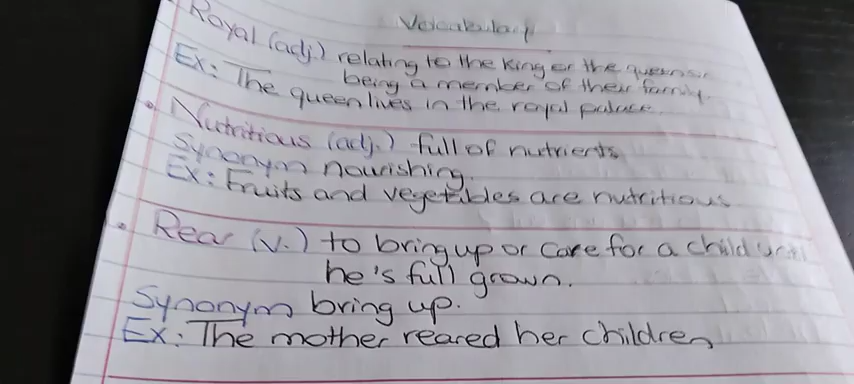 Vocabulary
Royal (adj.) relating to the king or the queen or
being a member of their family.
Ex: The queen lives in the royal palace.
• Nutritious (adj.) full of nutrients
Synonym nourishing.
Ex: Fruits and vegetibles are nutritious
• Rear (v.) to bring up or care for a child until
he's full grown.
Synonym bring up.
Ex: The mother reared her children